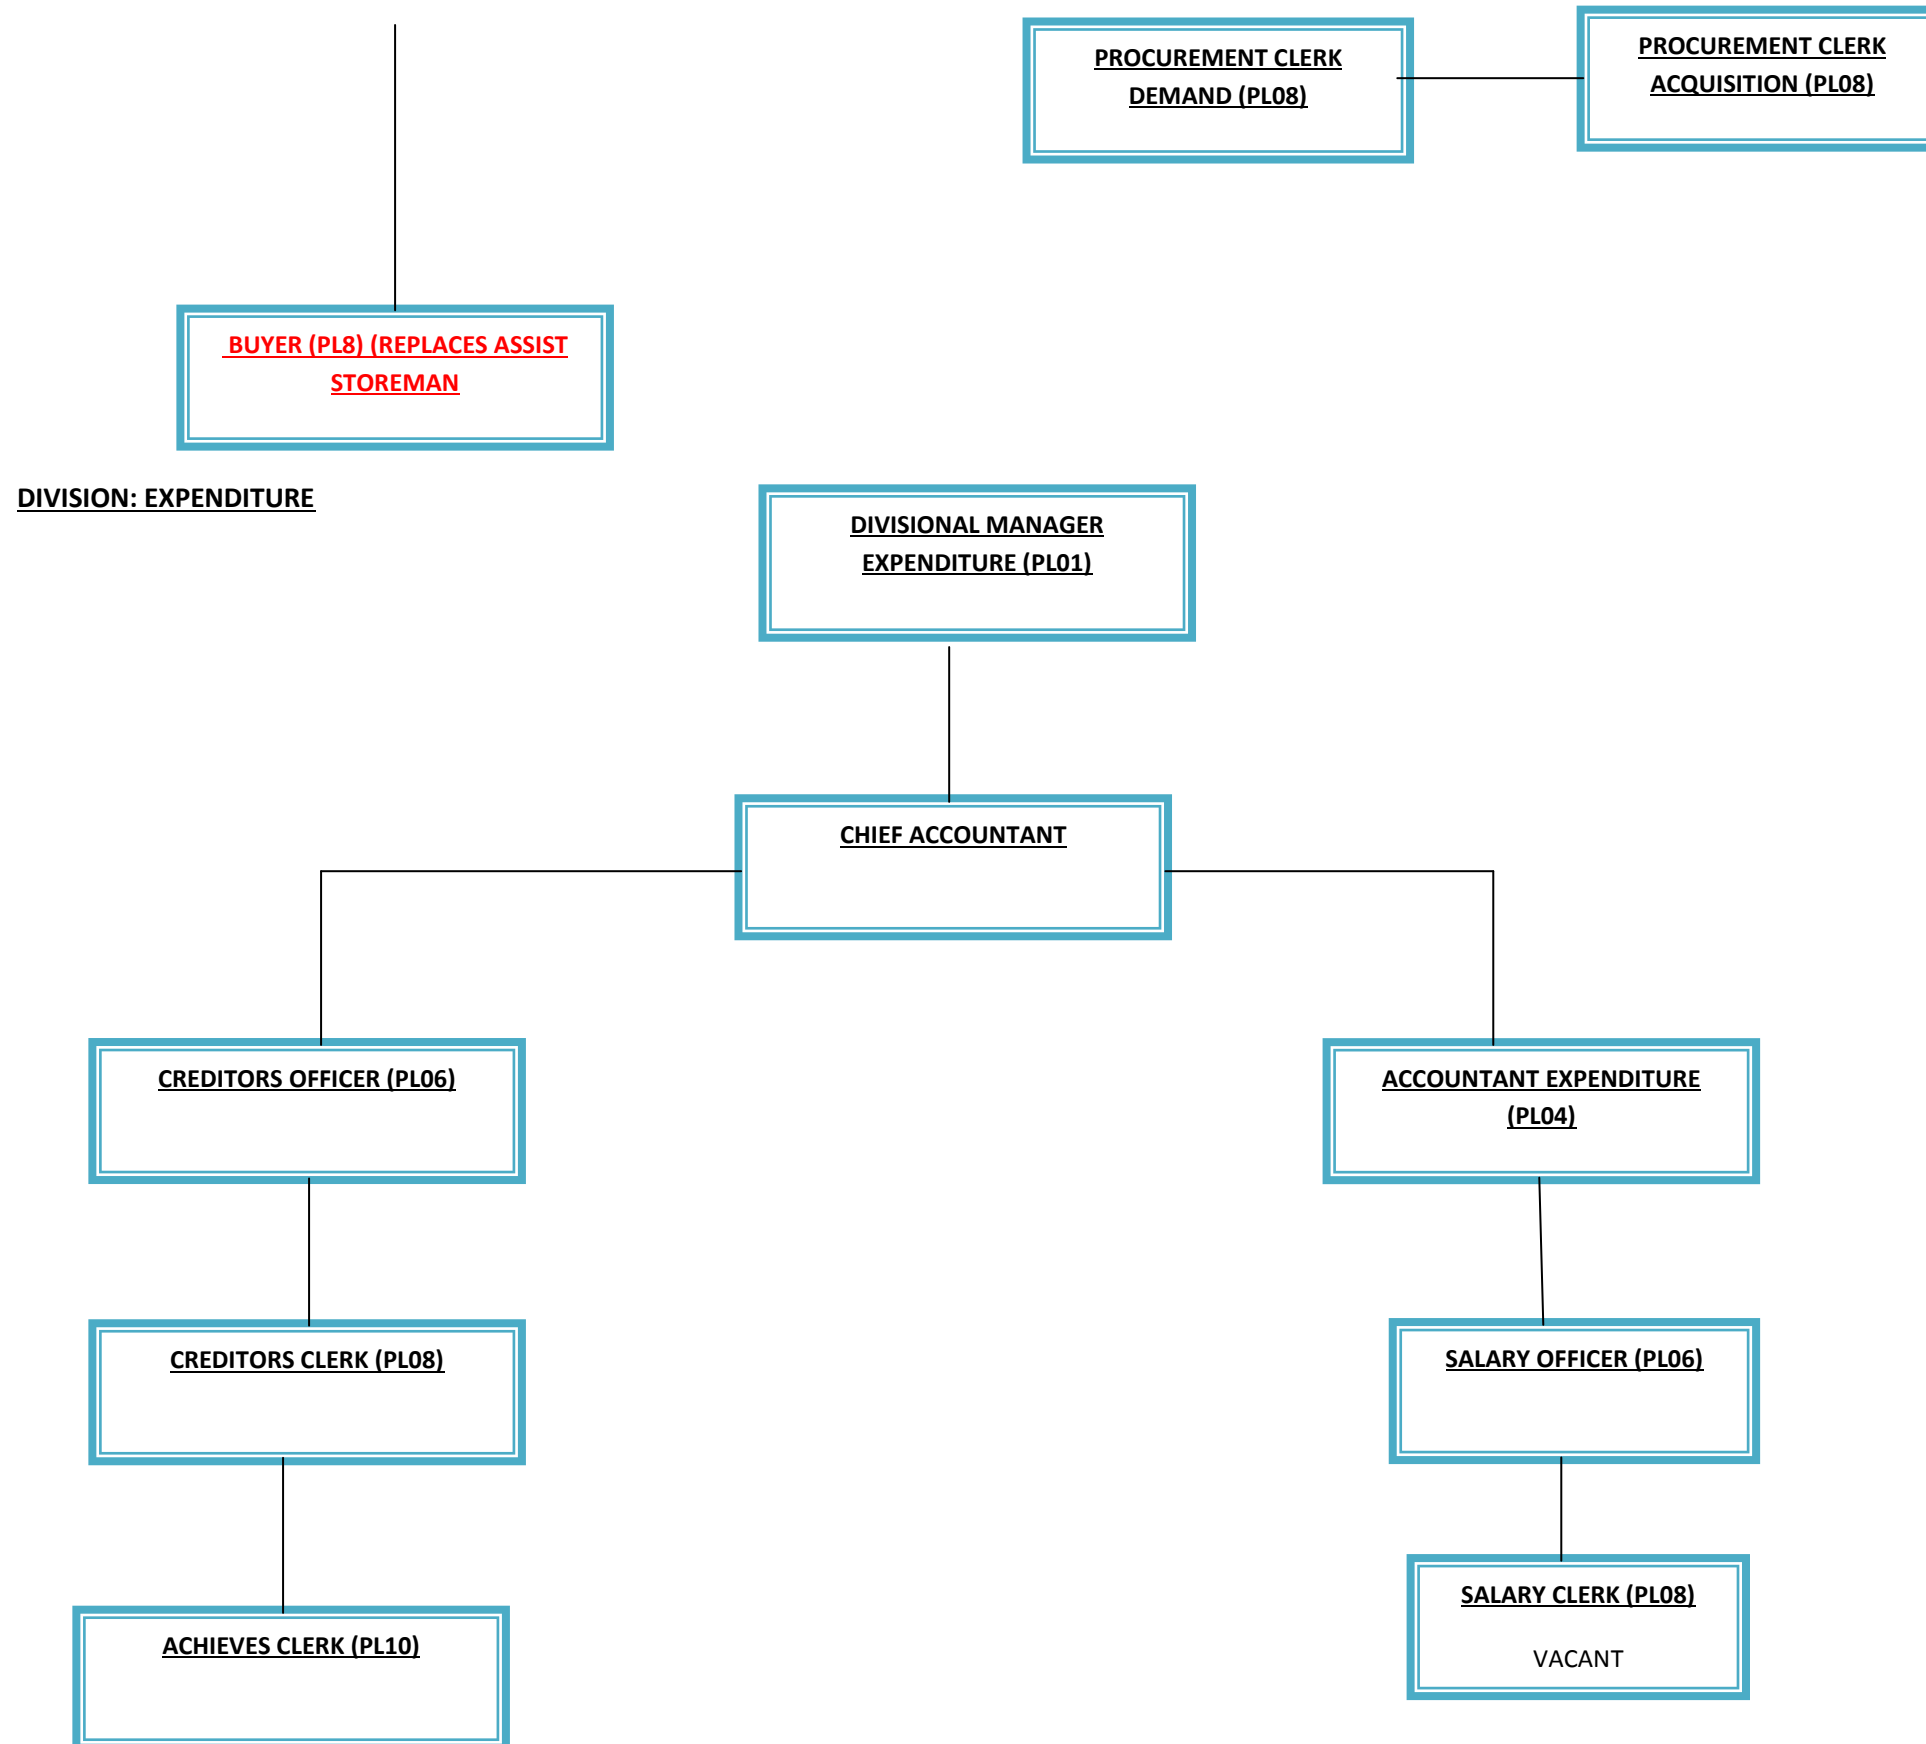 PROCUREMENT CLERK
DEMAND (PL08)
PROCUREMENT CLERK
ACQUISITION (PL08)
BUYER (PL8) (REPLACES ASSIST
STOREMAN
DIVISION: EXPENDITURE
DIVISIONAL MANAGER
EXPENDITURE (PL01)
CHIEF ACCOUNTANT
CREDITORS OFFICER (PL06)
ACCOUNTANT EXPENDITURE
(PL04)
CREDITORS CLERK (PL08)
SALARY OFFICER (PL06)
ACHIEVES CLERK (PL10)
SALARY CLERK (PL08)
VACANT